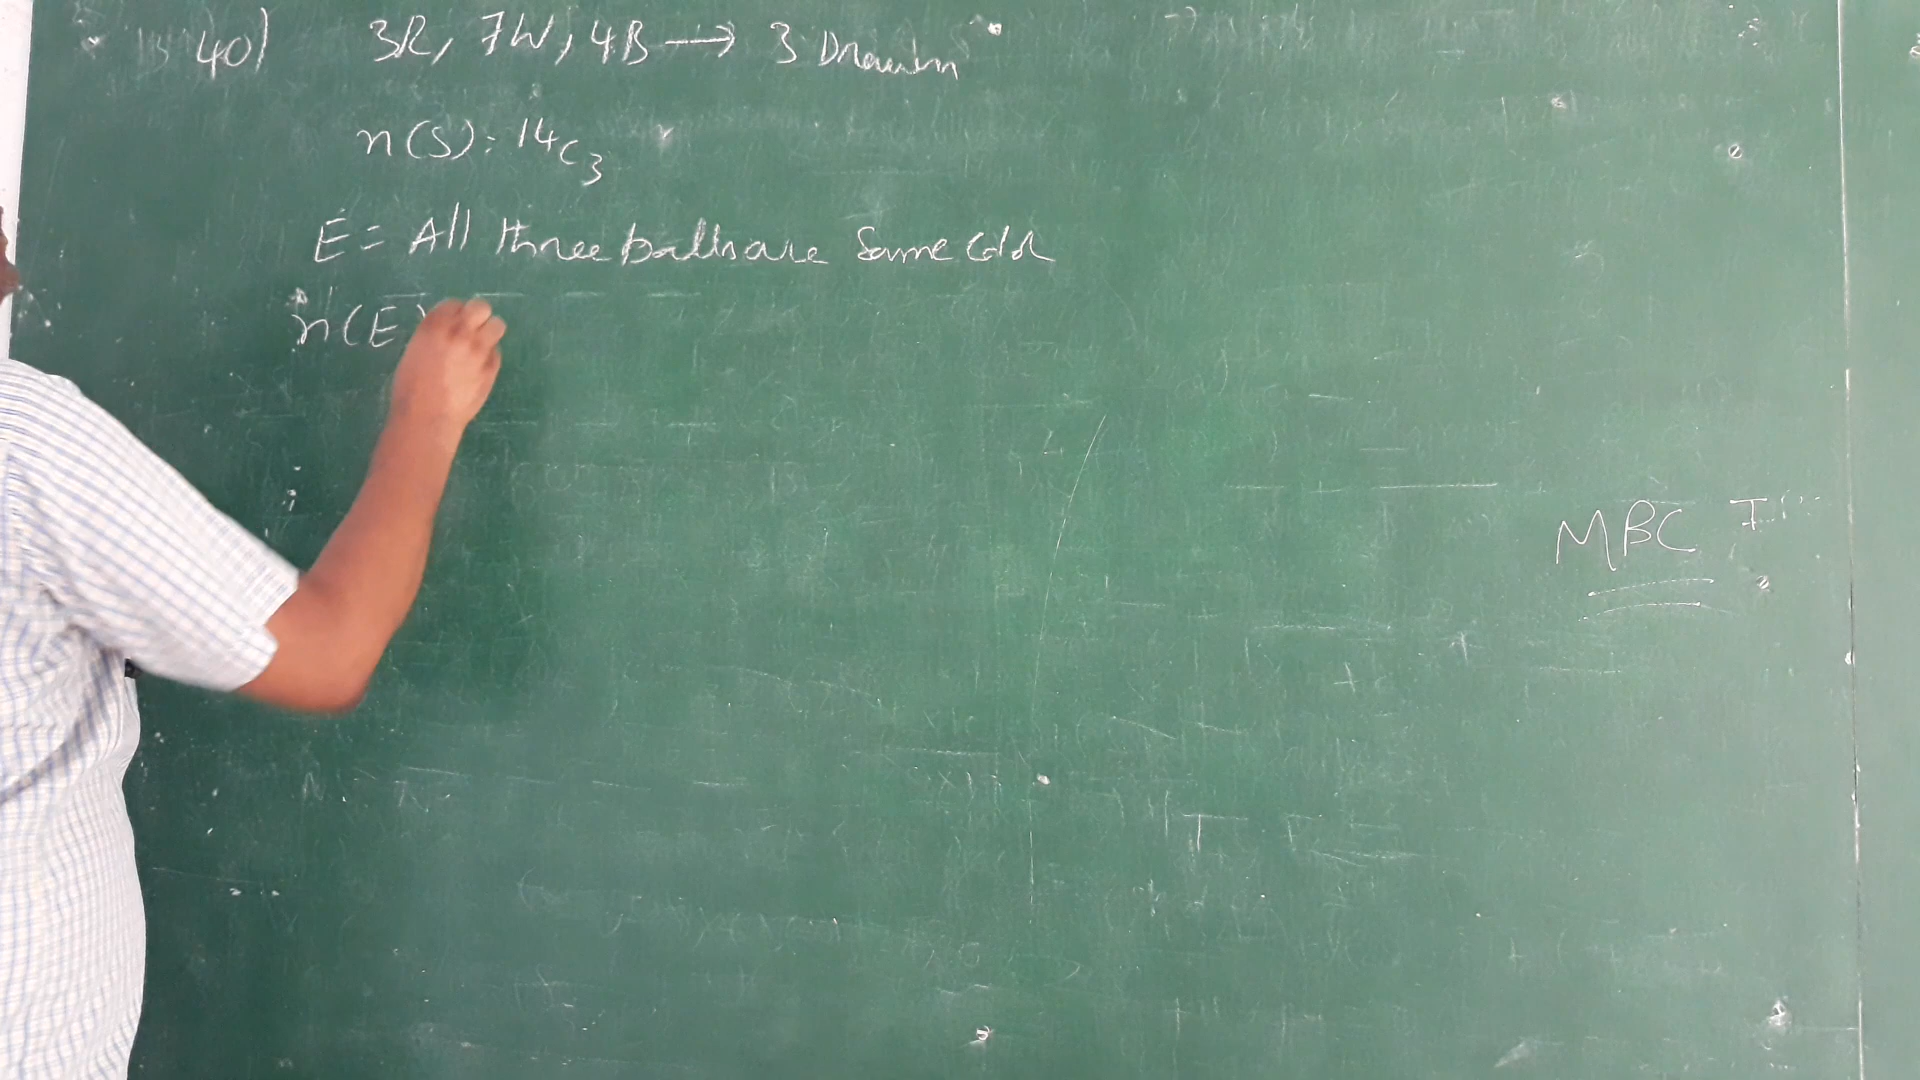 40) 3R, 7W, 4B → 3 Drawn
n(S): 14C3
E = All three balls are Same Color
n(E)
MBC